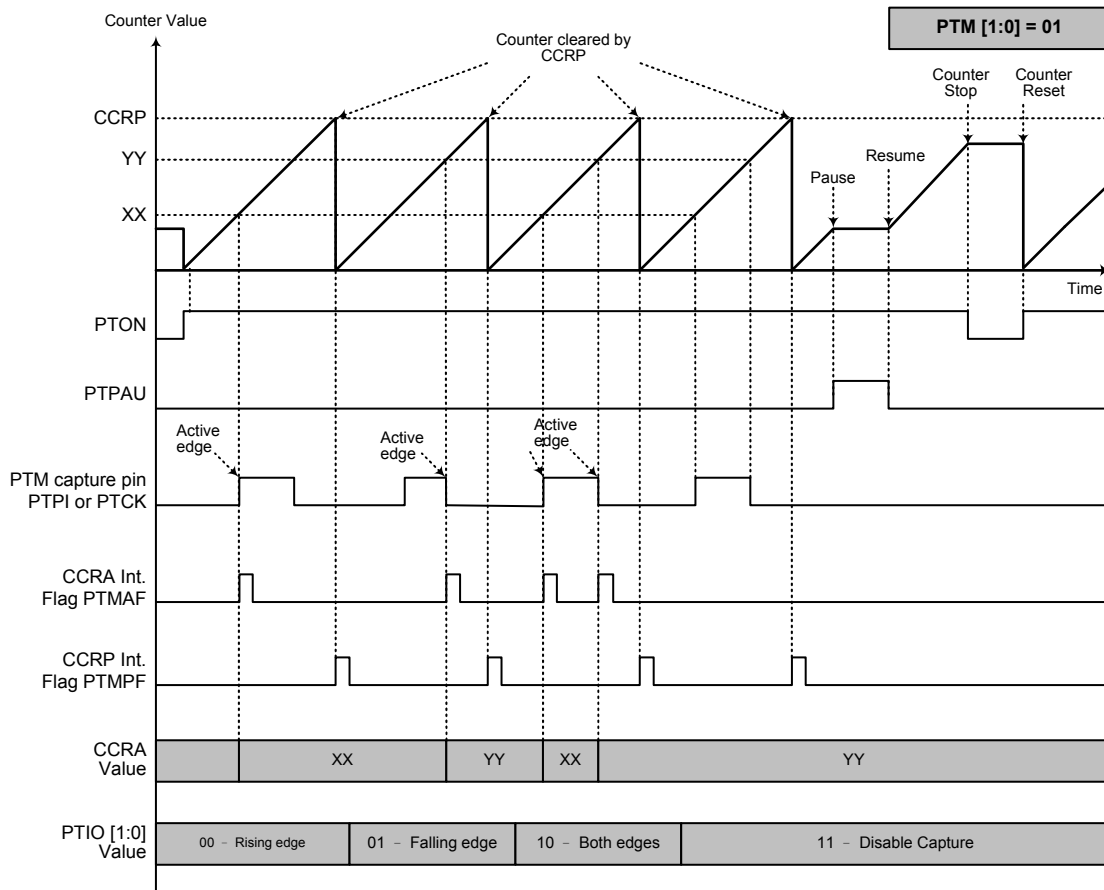 Counter Value
PTM [1:0] = 01
Counter cleared by
CCRP
Counter
Stop
Counter
Reset
CCRP
YY
XX
Pause
Resume
Time
PTON
PTPAU
Active
edge
Active
edge
Active
edge
PTM capture pin
PTPI or PTCK
CCRA Int.
Flag PTMAF
CCRP Int.
Flag PTMPF
CCRA
Value
XX
YY
XX
YY
PTIO [1:0]
Value
00 – Rising edge
01 – Falling edge
10 – Both edges
11 – Disable Capture